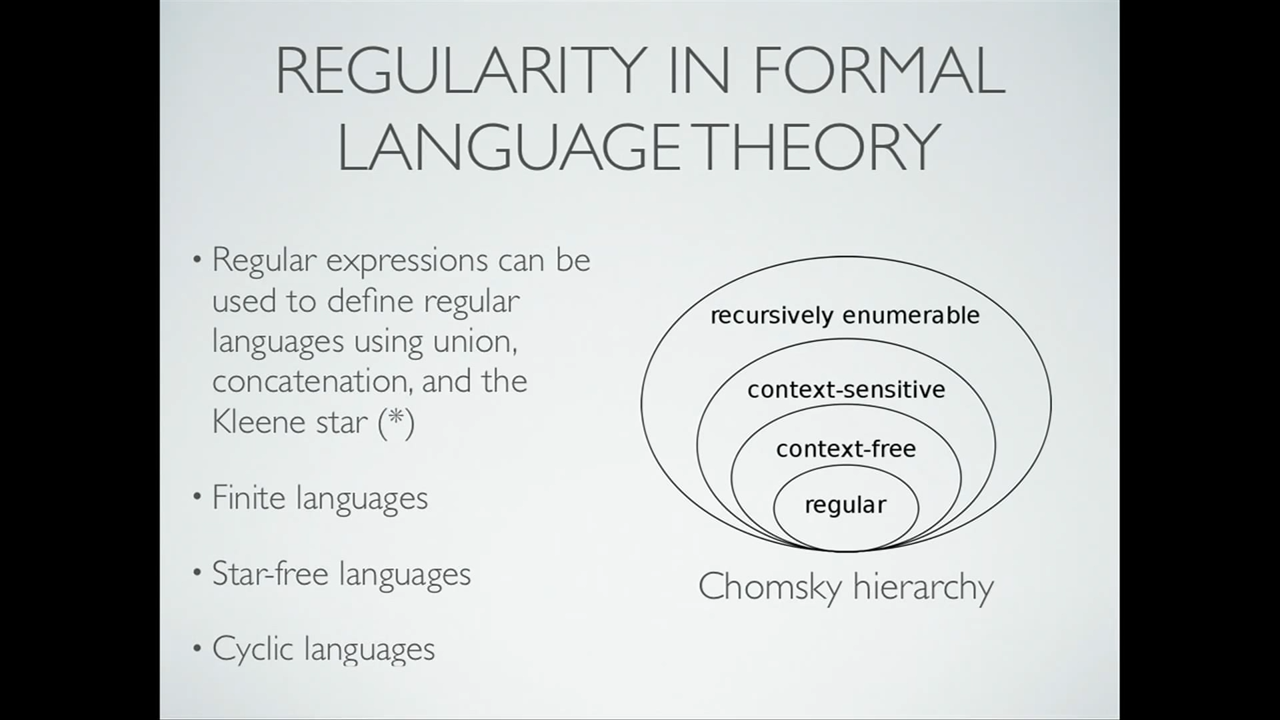 REGULARITY IN FORMAL
LANGUAGE THEORY
• Regular expressions can be
used to define regular
languages using union,
concatenation, and the
Kleene star (*)
• Finite languages
• Star-free languages
• Cyclic languages
recursively enumerable
context-sensitive
context-free
regular
Chomsky hierarchy